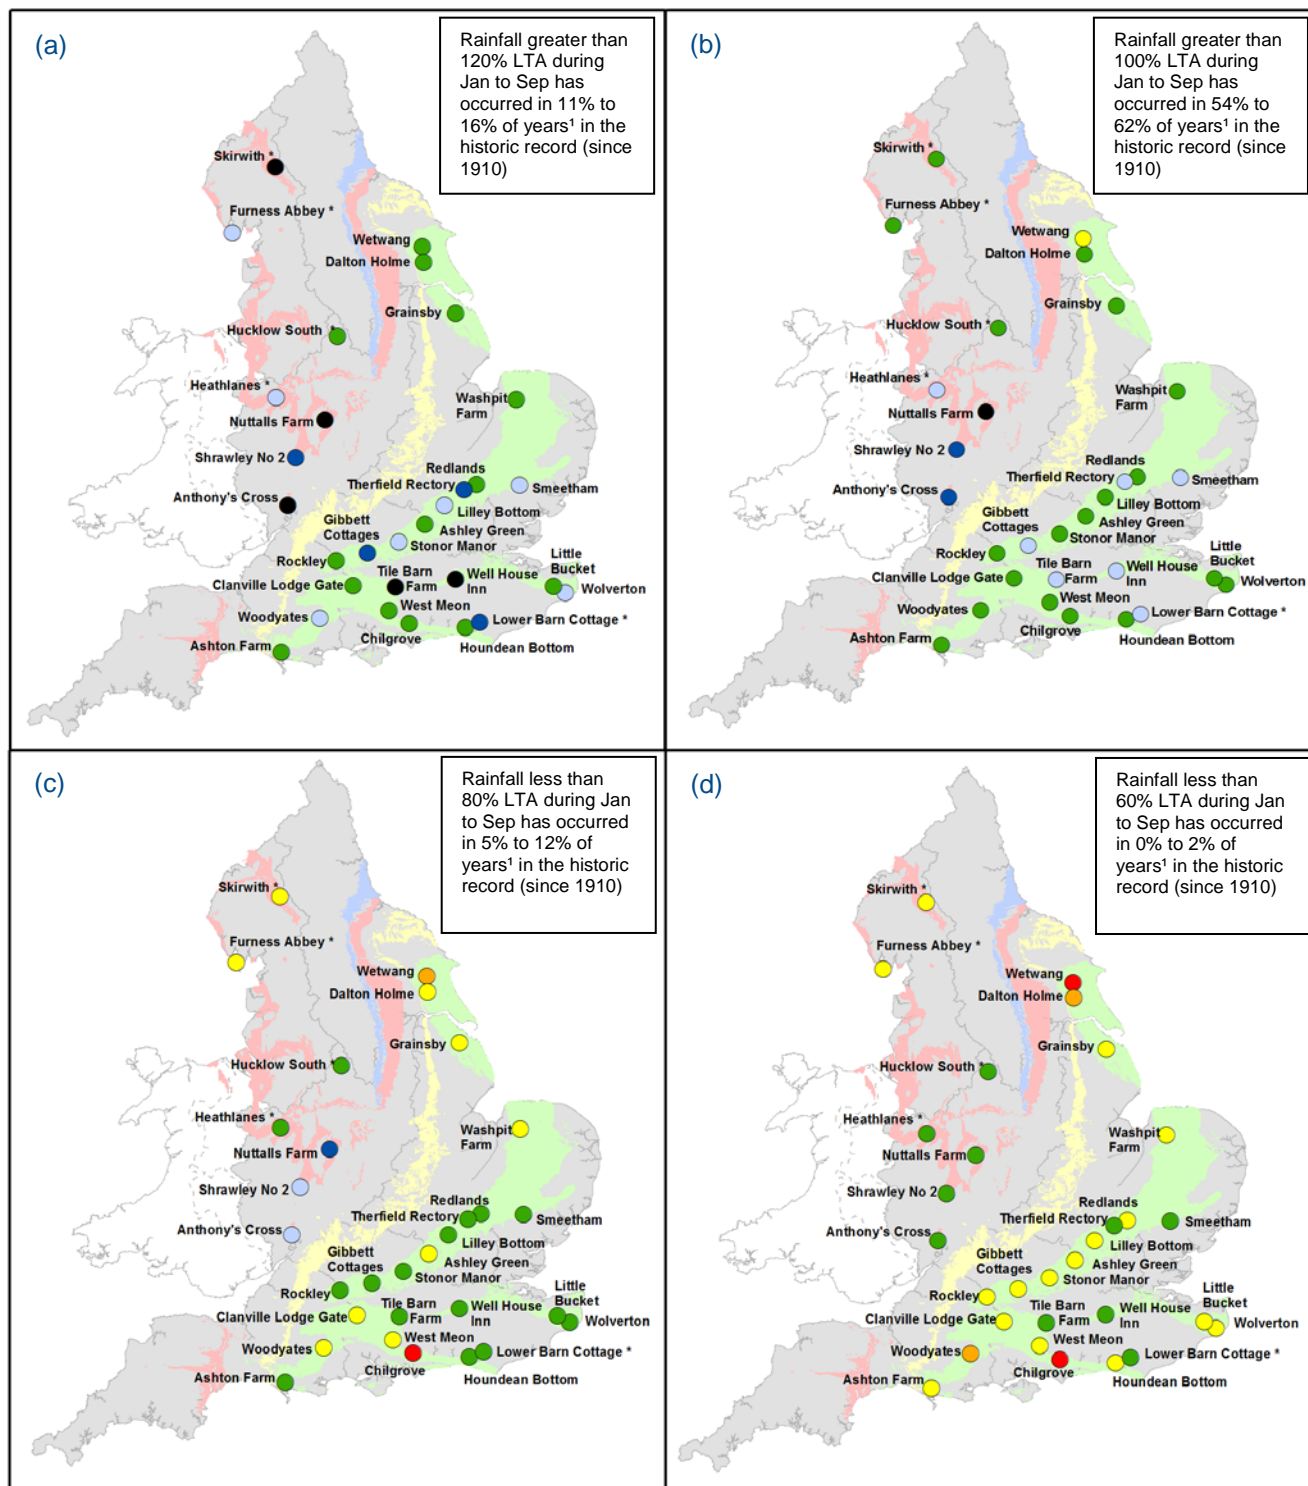 (a)
Rainfall greater than
120% LTA during
Jan to Sep has
occurred in 11% to
16% of years¹ in the
historic record (since
1910)
Skirwith *
Furness Abbey *
Wetwang
Dalton Holme
Grainsby
Hucklow South *
Heathlanes *
Washpit
Farm
Nuttalls Farm
Shrawley No 2
Redlands
Therfield Rectory
Smeetham
Anthony's Cross
Lilley Bottom
Gibbett
Cottages
Ashley Green
Stonor Manor
Rockley
Little
Bucket
Clanville Lodge Gate
Tile Barn
Farm
Well House
Inn
Wolverton
West Meon
Woodyates
Lower Barn Cottage *
Chilgrove
Ashton Farm
Houndean Bottom
(b)
Rainfall greater than
100% LTA during
Jan to Sep has
occurred in 54% to
62% of years¹ in the
historic record (since
1910)
Skirwith *
Furness Abbey *
Wetwang
Dalton Holme
Grainsby
Hucklow South *
Heathlanes *
Washpit
Farm
Nuttalls Farm
Shrawley No 2
Redlands
Therfield Rectory
Smeetham
Anthony's Cross
Lilley Bottom
Gibbett
Cottages
Ashley Green
Stonor Manor
Rockley
Little
Bucket
Clanville Lodge Gate
Tile Barn
Farm
Well House
Inn
Wolverton
West Meon
Woodyates
Lower Barn Cottage *
Chilgrove
Ashton Farm
Houndean Bottom
(c)
Rainfall less than
80% LTA during Jan
to Sep has occurred
in 5% to 12% of
years¹ in the historic
record (since 1910)
Skirwith *
Furness Abbey *
Wetwang
Dalton Holme
Grainsby
Hucklow South *
Heathlanes *
Washpit
Farm
Nuttalls Farm
Shrawley No 2
Redlands
Therfield Rectory
Smeetham
Anthony's Cross
Lilley Bottom
Gibbett
Cottages
Ashley Green
Stonor Manor
Rockley
Little
Bucket
Clanville Lodge Gate
Tile Barn
Farm
Well House
Inn
Wolverton
West Meon
Woodyates
Lower Barn Cottage *
Chilgrove
Ashton Farm
Houndean Bottom
(d)
Rainfall less than
60% LTA during Jan
to Sep has occurred
in 0% to 2% of
years¹ in the historic
record (since 1910)
Skirwith *
Furness Abbey *
Wetwang
Dalton Holme
Grainsby
Hucklow South *
Heathlanes *
Washpit
Farm
Nuttalls Farm
Shrawley No 2
Redlands
Therfield Rectory
Smeetham
Anthony's Cross
Lilley Bottom
Gibbett
Cottages
Ashley Green
Stonor Manor
Rockley
Little
Bucket
Clanville Lodge Gate
Tile Barn
Farm
Well House
Inn
Wolverton
West Meon
Woodyates
Lower Barn Cottage *
Chilgrove
Ashton Farm
Houndean Bottom